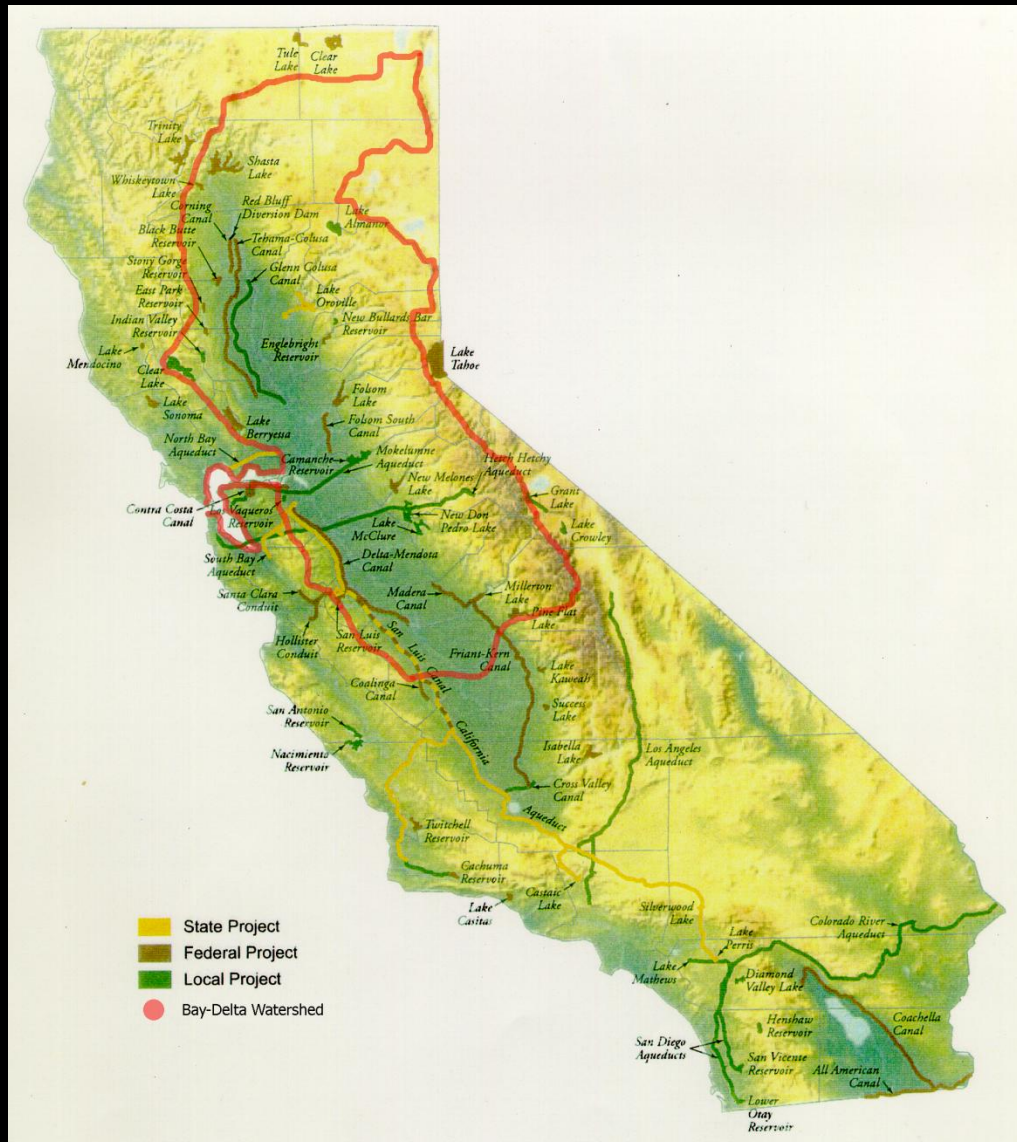 Tule
Lake
Clear
Lake
Trinity
Lake
Shasta
Lake
Whiskeytown
Lake
Corning
Canal
Red Bluff
Diversion Dam
Black Butte
Reservoir
Tehama-Colusa
Canal
Lake
Almanor
Stony Gorge
Reservoir
Glenn Colusa
Canal
East Park
Reservoir
Lake
Oroville
Indian Valley
Reservoir
New Bullards Bar
Reservoir
Englebright
Reservoir
Lake
Mendocino
Clear
Lake
Lake
Tahoe
Lake
Sonoma
Lake
Berryessa
Folsom
Lake
Folsom South
Canal
North Bay
Aqueduct
Camanche
Reservoir
Mokelumne
Aqueduct
Hetch Hetchy
Aqueduct
New Melones
Lake
Grant
Lake
Contra Costa
Canal
Los Vaqueros
Reservoir
New Don
Pedro Lake
Lake
McClure
Lake
Crowley
South Bay
Aqueduct
Delta-Mendota
Canal
Santa Clara
Conduit
Madera
Canal
Millerton
Lake
Pine Flat
Lake
Hollister
Conduit
San Luis
Reservoir
San Luis Canal
Friant-Kern
Canal
Coalinga
Canal
Lake
Kaweah
Success
Lake
San Antonio
Reservoir
Nacimiento
Reservoir
California
Aqueduct
Isabella
Lake
Los Angeles
Aqueduct
Cross Valley
Canal
Twitchell
Reservoir
Cachuma
Reservoir
Lake
Casitas
Castaic
Lake
Silverwood
Lake
Colorado River
Aqueduct
Lake
Perris
Lake
Mathews
Diamond
Valley Lake
Coachella
Canal
Henshaw
Reservoir
San Diego
Aqueducts
San Vicente
Reservoir
All American
Canal
Lower
Otay
Reservoir
State Project
Federal Project
Local Project
Bay-Delta Watershed